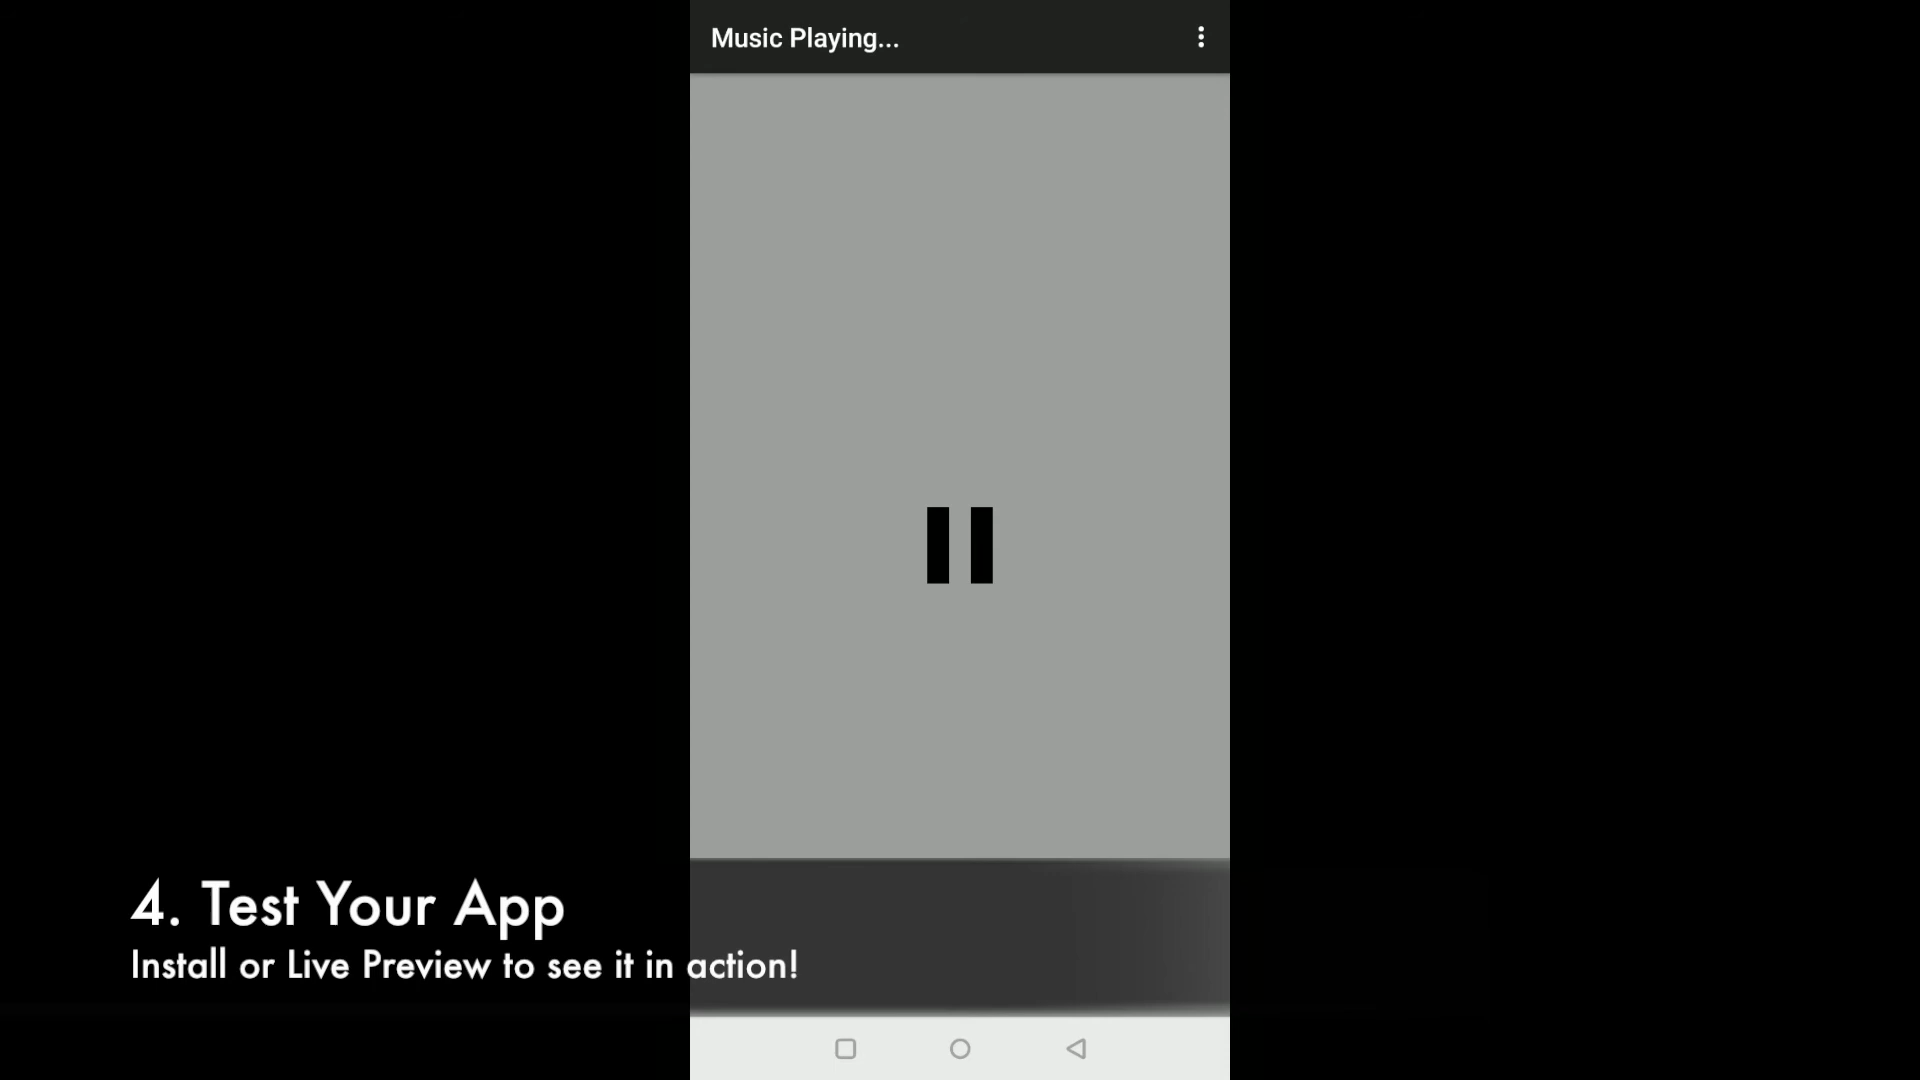 Music Playing...
4. Test Your App
Install or Live Preview to see it in action!